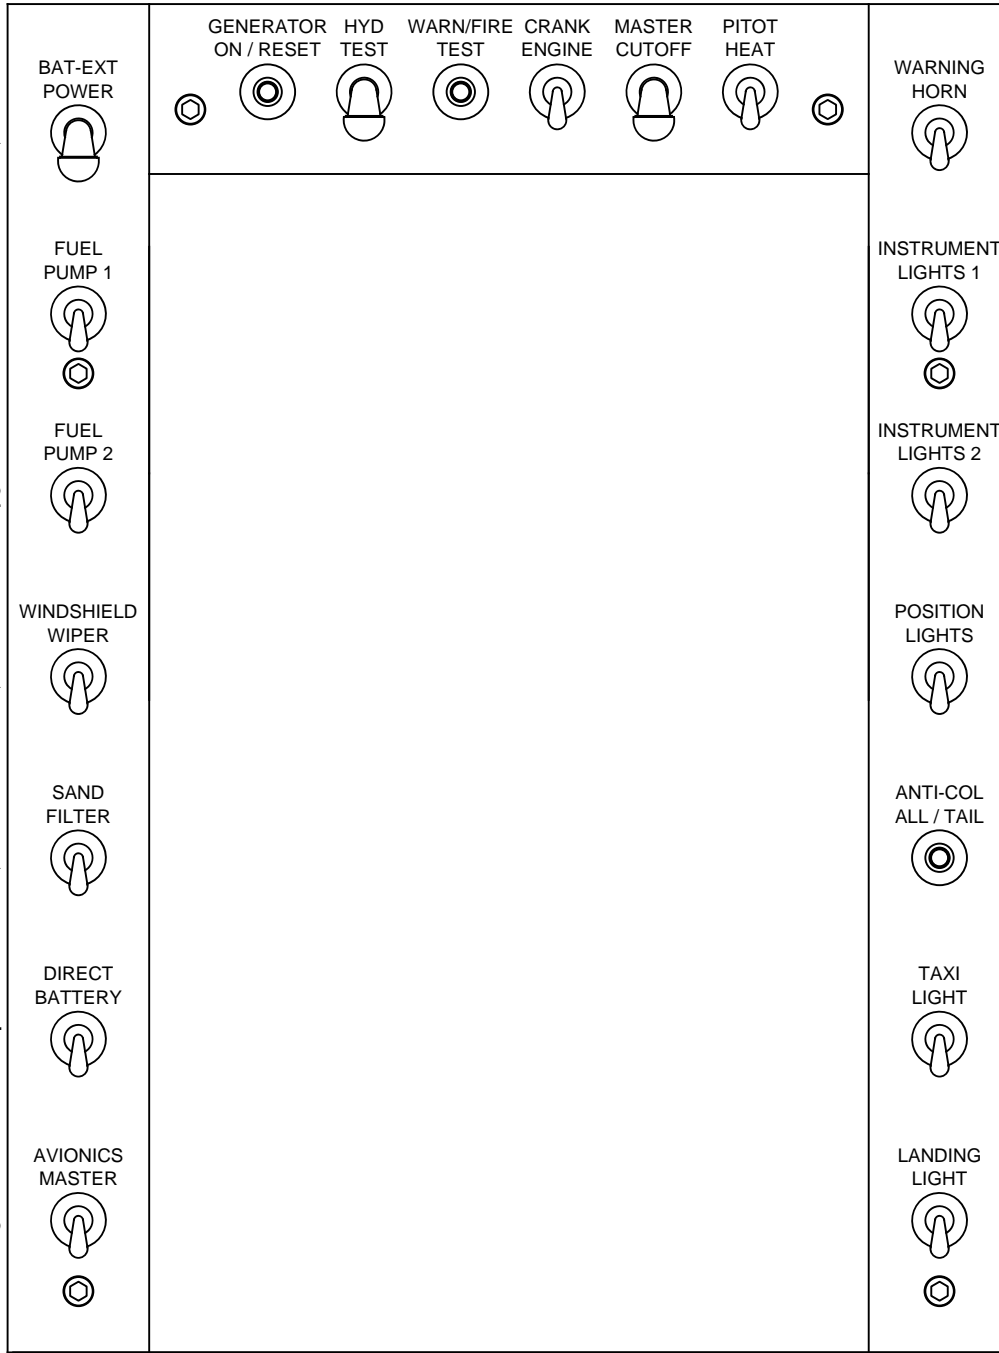 GENERATOR
ON / RESET
HYD
TEST
WARN/FIRE
TEST
CRANK
ENGINE
MASTER
CUTOFF
PITOT
HEAT
BAT-EXT
POWER
FUEL
PUMP 1
FUEL
PUMP 2
WINDSHIELD
WIPER
SAND
FILTER
DIRECT
BATTERY
AVIONICS
MASTER
WARNING
HORN
INSTRUMENT
LIGHTS 1
INSTRUMENT
LIGHTS 2
POSITION
LIGHTS
ANTI-COL
ALL / TAIL
TAXI
LIGHT
LANDING
LIGHT